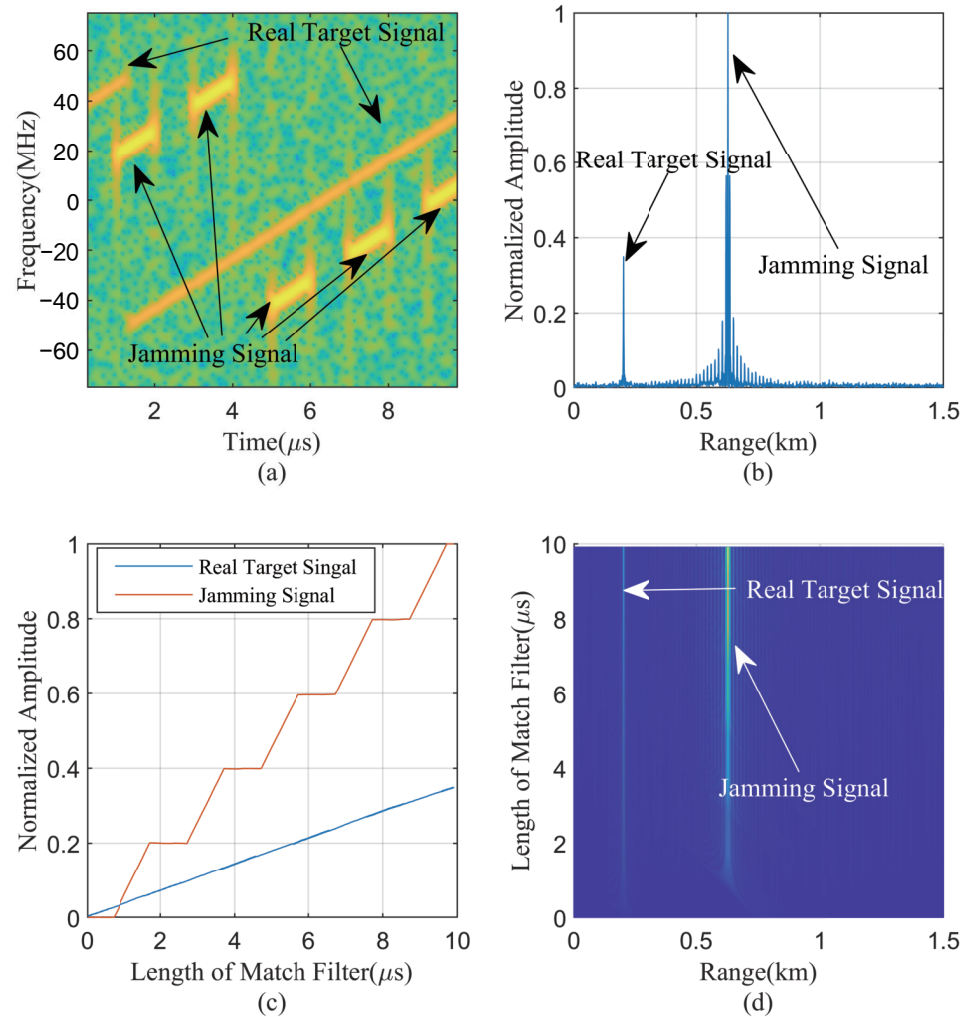 Real Target Signal
Jamming Signal
60
40
20
0
−20
−40
−60
2
4
6
8
Frequency(MHz)
Time(μs)
(a)
Real Target Signal
Jamming Signal
1
0.8
0.6
0.4
0.2
0
0
0.5
1
1.5
Normalized Amplitude
Range(km)
(b)
Real Target Singal
Jamming Signal
1
0.8
0.6
0.4
0.2
0
0
2
4
6
8
10
Normalized Amplitude
Length of Match Filter(μs)
(c)
Real Target Signal
Jamming Signal
10
8
6
4
2
0
0
0.5
1
1.5
Length of Match Filter(μs)
Range(km)
(d)